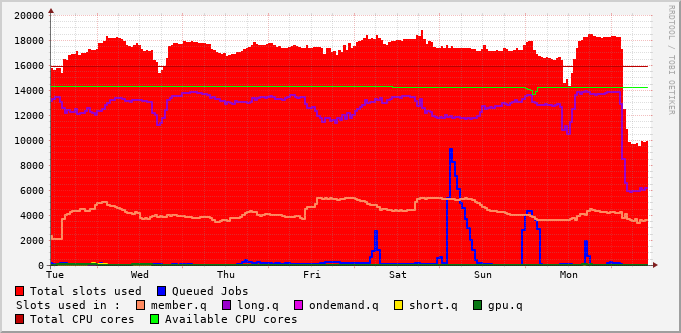 20000
18000
16000
14000
12000
10000
8000
6000
4000
2000
0
Tue Wed Thu Fri Sat Sun Mon
RRDTOOL / TOBI OETIKER
Total slots used Queued Jobs
Slots used in : member.q long.q ondemand.q short.q gpu.q
Total CPU cores Available CPU cores